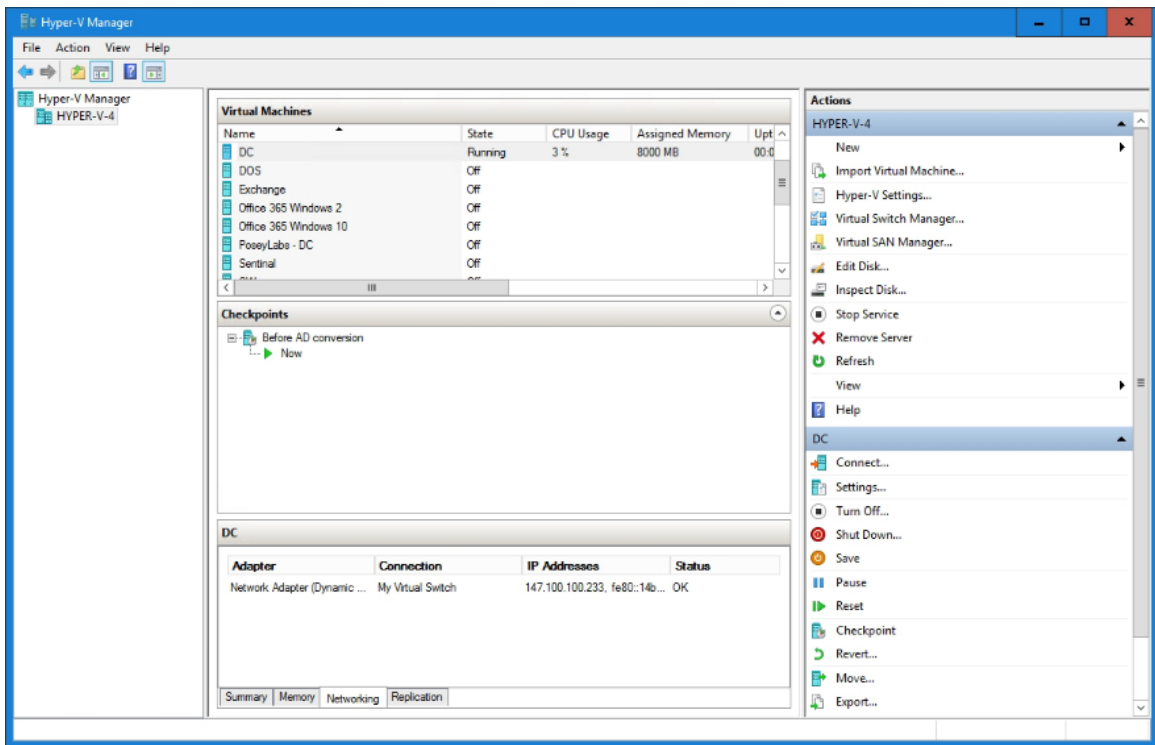 Hyper-V Manager
File Action View Help
Hyper-V Manager
HYPER-V-4
Virtual Machines
Name State CPU Usage Assigned Memory Upt
DC Running 3 % 8000 MB 00:0
DOS Off
Exchange Off
Office 365 Windows 2 Off
Office 365 Windows 10 Off
PoseyLabs - DC Off
Sentinal Off
Checkpoints
Before AD conversion
Now
DC
Adapter Connection IP Addresses Status
Network Adapter (Dynamic ... My Virtual Switch 147.100.100.233, fe80::14b... OK
Summary Memory Networking Replication
Actions
HYPER-V-4
New
Import Virtual Machine...
Hyper-V Settings...
Virtual Switch Manager...
Virtual SAN Manager...
Edit Disk...
Inspect Disk...
Stop Service
Remove Server
Refresh
View
Help
DC
Connect...
Settings...
Turn Off...
Shut Down...
Save
Pause
Reset
Checkpoint
Revert...
Move...
Export...